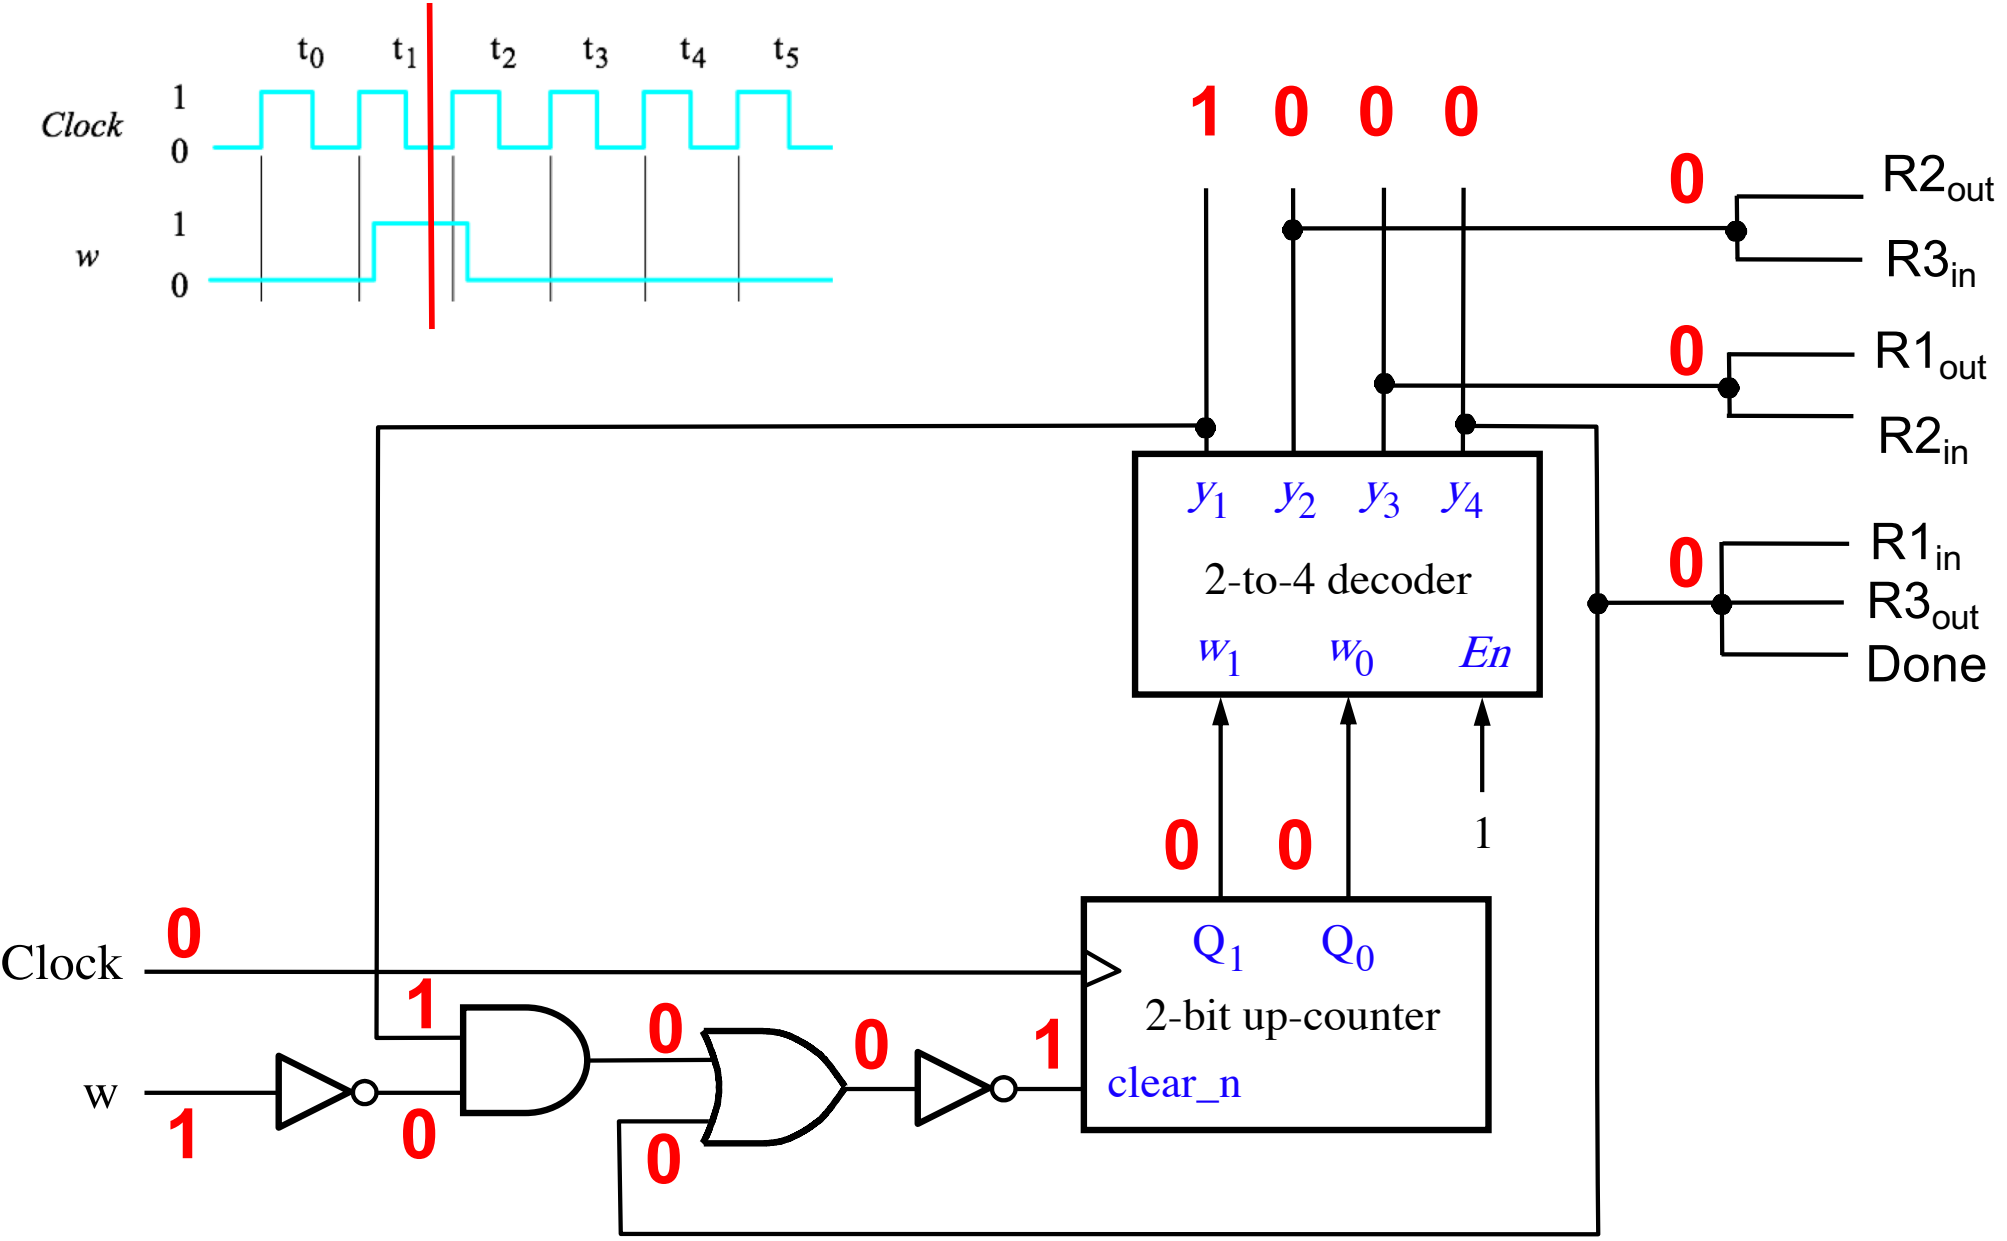 t0 t1 t2 t3 t4 t5
1
Clock
0
1
w
0
1 0 0 0
0
R2out
R3in
0
R1out
R2in
y1 y2 y3 y4
2-to-4 decoder
w1 w0 En
0
R1in
R3out
Done
0 0 1
Clock
0
Q1 Q0
2-bit up-counter
clear_n
1
w
1
0
0
0
0
1